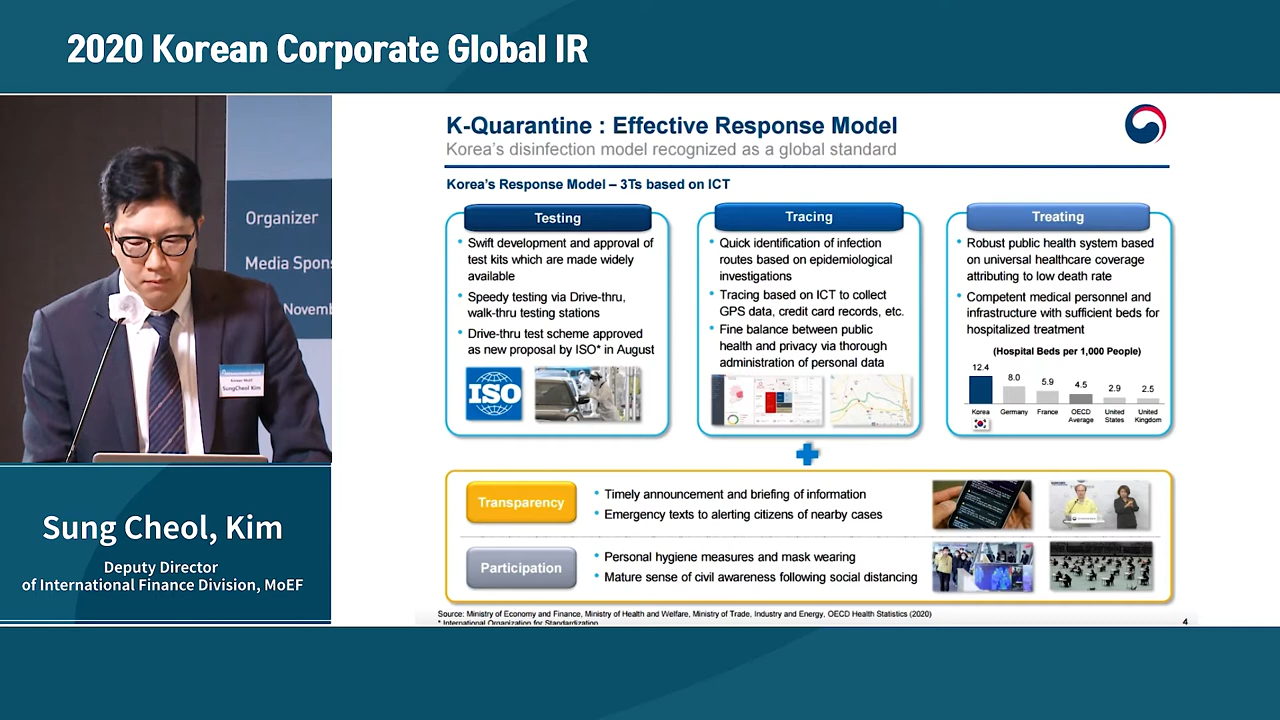 2020 Korean Corporate Global IR
Organizer
Media Spons
Novemb
SungCheol Kim
Sung Cheol, Kim
Deputy Director
of International Finance Division, MoEF
K-Quarantine : Effective Response Model
Korea's disinfection model recognized as a global standard
Korea's Response Model – 3Ts based on ICT
Testing
• Swift development and approval of
test kits which are made widely
available
• Speedy testing via Drive-thru,
walk-thru testing stations
• Drive-thru test scheme approved
as new proposal by ISO* in August
ISO
Tracing
• Quick identification of infection
routes based on epidemiological
investigations
• Tracing based on ICT to collect
GPS data, credit card records, etc.
• Fine balance between public
health and privacy via thorough
administration of personal data
Treating
• Robust public health system based
on universal healthcare coverage
attributing to low death rate
• Competent medical personnel and
infrastructure with sufficient beds for
hospitalized treatment
(Hospital Beds per 1,000 People)
12.4 8.0 5.9 4.5 2.9 2.5
Korea Germany France OECD United United
Average States Kingdom
Transparency
• Timely announcement and briefing of information
• Emergency texts to alerting citizens of nearby cases
Participation
• Personal hygiene measures and mask wearing
• Mature sense of civil awareness following social distancing
Source: Ministry of Economy and Finance, Ministry of Health and Welfare, Ministry of Trade, Industry and Energy, OECD Health Statistics (2020)
* International Organization for Standardization
4